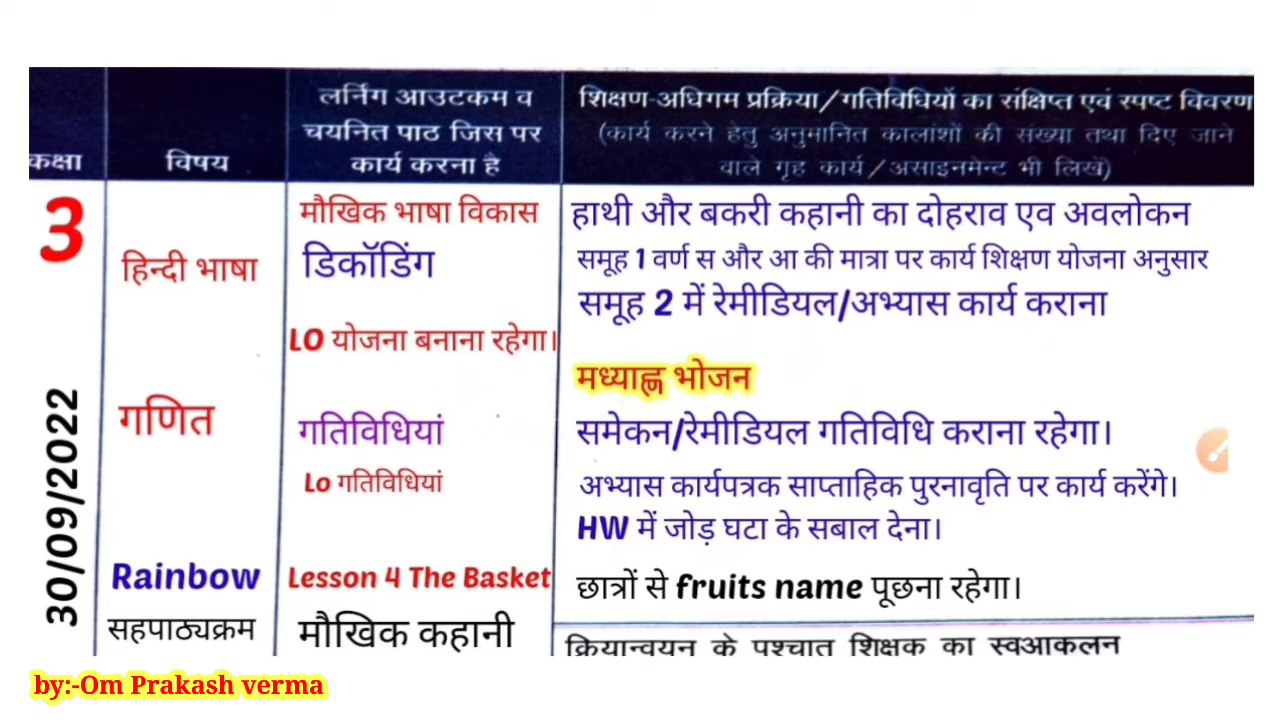 लर्निंग आउटकम व
चयनित पाठ जिस पर
कार्य करना है
शिक्षण-अधिगम प्रक्रिया/गतिविधियों का संक्षिप्त एवं स्पष्ट विवरण
(कार्य करने हेतु अनुमानित कालांशों की संख्या तथा दिए जाने
वाले गृह कार्य/असाइनमेन्ट भी लिखें)
कक्षा
विषय
3
30/09/2022
हिन्दी भाषा
मौखिक भाषा विकास
डिकॉडिंग
LO योजना बनाना रहेगा।
हाथी और बकरी कहानी का दोहराव एव अवलोकन
समूह 1 वर्ण स और आ की मात्रा पर कार्य शिक्षण योजना अनुसार
समूह 2 में रेमीडियल/अभ्यास कार्य कराना
मध्याह्न भोजन
गणित
गतिविधियां
Lo गतिविधियां
समेकन/रेमीडियल गतिविधि कराना रहेगा।
अभ्यास कार्यपत्रक साप्ताहिक पुरनावृति पर कार्य करेंगे।
HW में जोड़ घटा के सबाल देना।
Rainbow
Lesson 4 The Basket
छात्रों से fruits name पूछना रहेगा।
सहपाठ्यक्रम
मौखिक कहानी
क्रियान्वयन के पश्चात शिक्षक का स्वआकलन
by:-Om Prakash verma